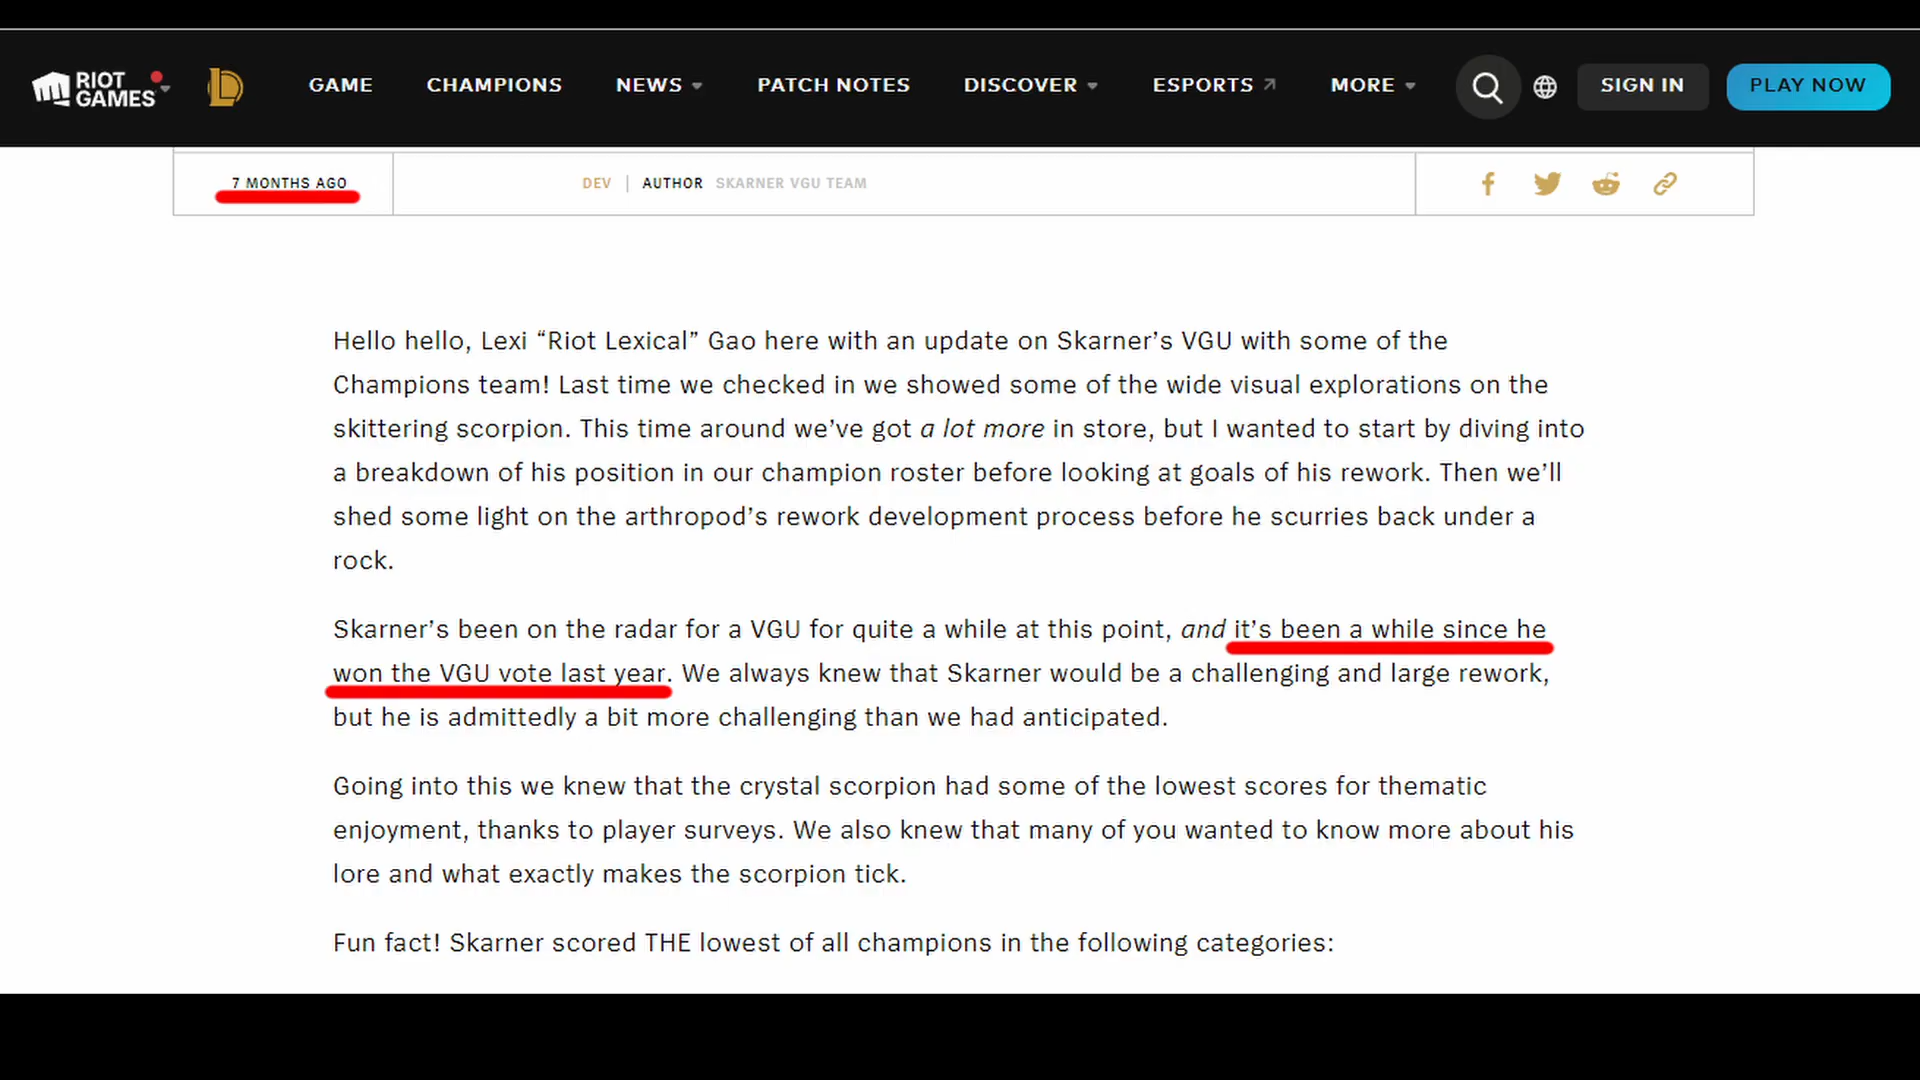 RIOT GAMES
GAME CHAMPIONS NEWS PATCH NOTES DISCOVER ESPORTS MORE SIGN IN PLAY NOW
7 MONTHS AGO DEV | AUTHOR SKARNER VGU TEAM
Hello hello, Lexi “Riot Lexical” Gao here with an update on Skarner’s VGU with some of the
Champions team! Last time we checked in we showed some of the wide visual explorations on the
skittering scorpion. This time around we’ve got a lot more in store, but I wanted to start by diving into
a breakdown of his position in our champion roster before looking at goals of his rework. Then we’ll
shed some light on the arthropod’s rework development process before he scurries back under a
rock.
Skarner’s been on the radar for a VGU for quite a while at this point, and it’s been a while since he
won the VGU vote last year. We always knew that Skarner would be a challenging and large rework,
but he is admittedly a bit more challenging than we had anticipated.
Going into this we knew that the crystal scorpion had some of the lowest scores for thematic
enjoyment, thanks to player surveys. We also knew that many of you wanted to know more about his
lore and what exactly makes the scorpion tick.
Fun fact! Skarner scored THE lowest of all champions in the following categories: